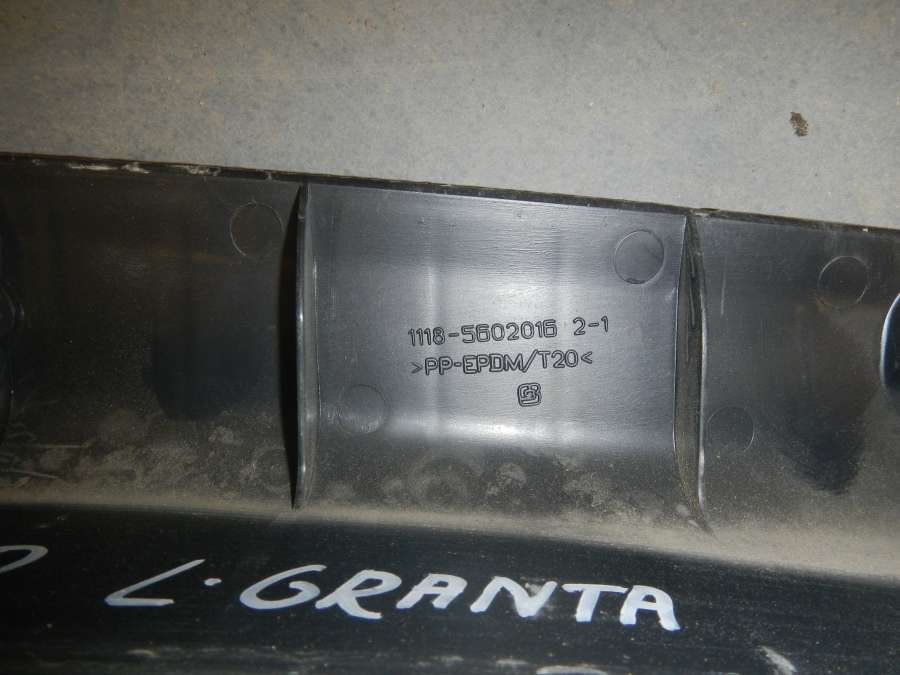 1118-5602016 2-1
>PP-EPDM/T20<
L·GRANTA